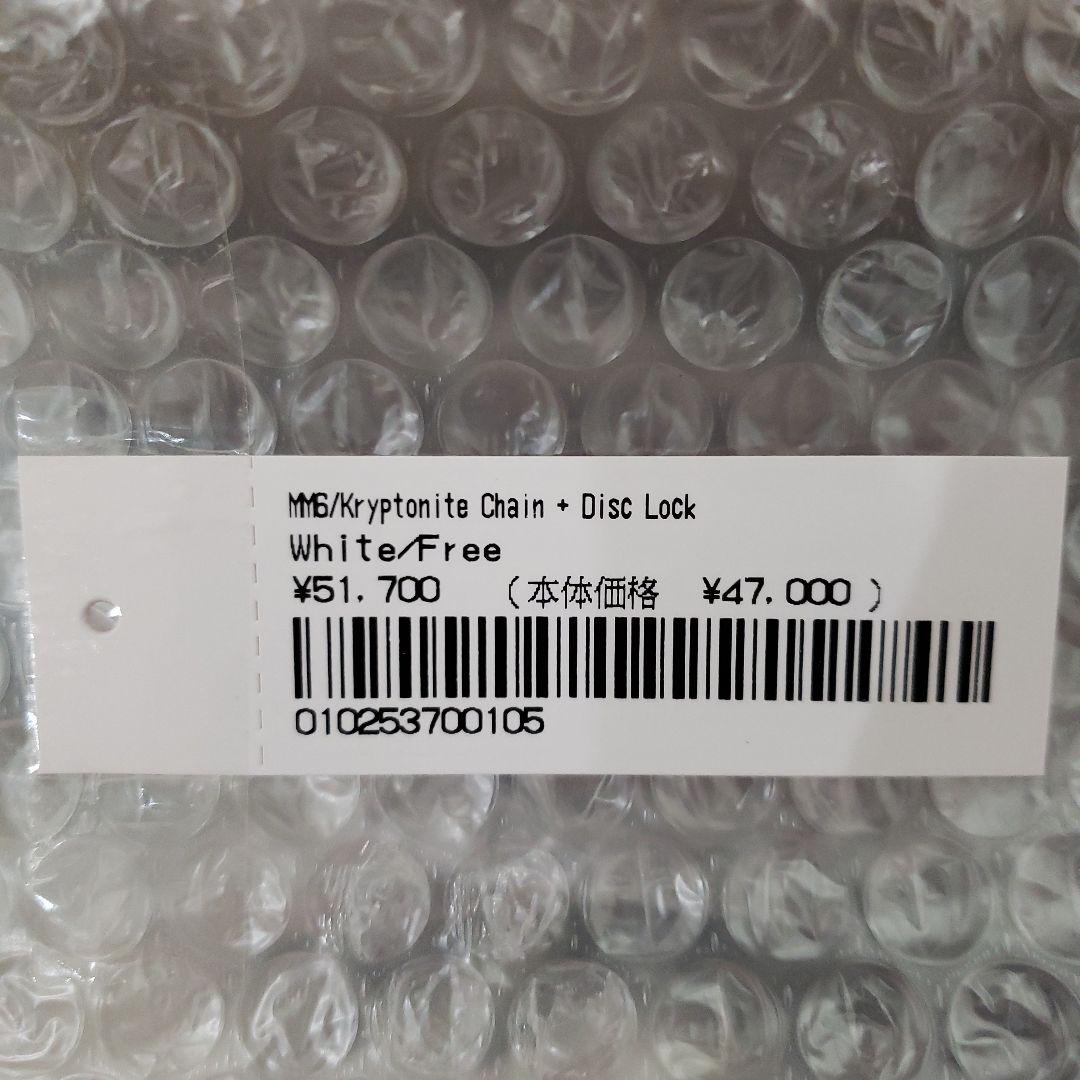 MM6/Kryptonite Chain + Disc Lock
White/Free
¥51,700 (本体価格 ¥47,000)
010253700105